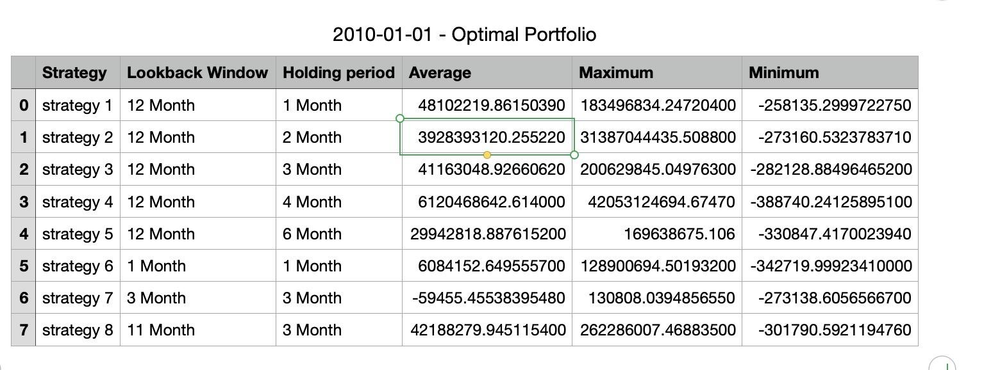 2010-01-01 - Optimal Portfolio
Strategy Lookback Window Holding period Average Maximum Minimum
0 strategy 1 12 Month 1 Month 48102219.86150390 183496834.24720400 -258135.2999722750
1 strategy 2 12 Month 2 Month 3928393120.255220 31387044435.508800 -273160.5323783710
2 strategy 3 12 Month 3 Month 41163048.92660620 200629845.04976300 -282128.88496465200
3 strategy 4 12 Month 4 Month 6120468642.614000 42053124694.67470 -388740.24125895100
4 strategy 5 12 Month 6 Month 29942818.887615200 169638675.106 -330847.4170023940
5 strategy 6 1 Month 1 Month 6084152.649555700 128900694.50193200 -342719.99923410000
6 strategy 7 3 Month 3 Month -59455.45538395480 130808.0394856550 -273138.6056566700
7 strategy 8 11 Month 3 Month 42188279.945115400 262286007.46883500 -301790.5921194760